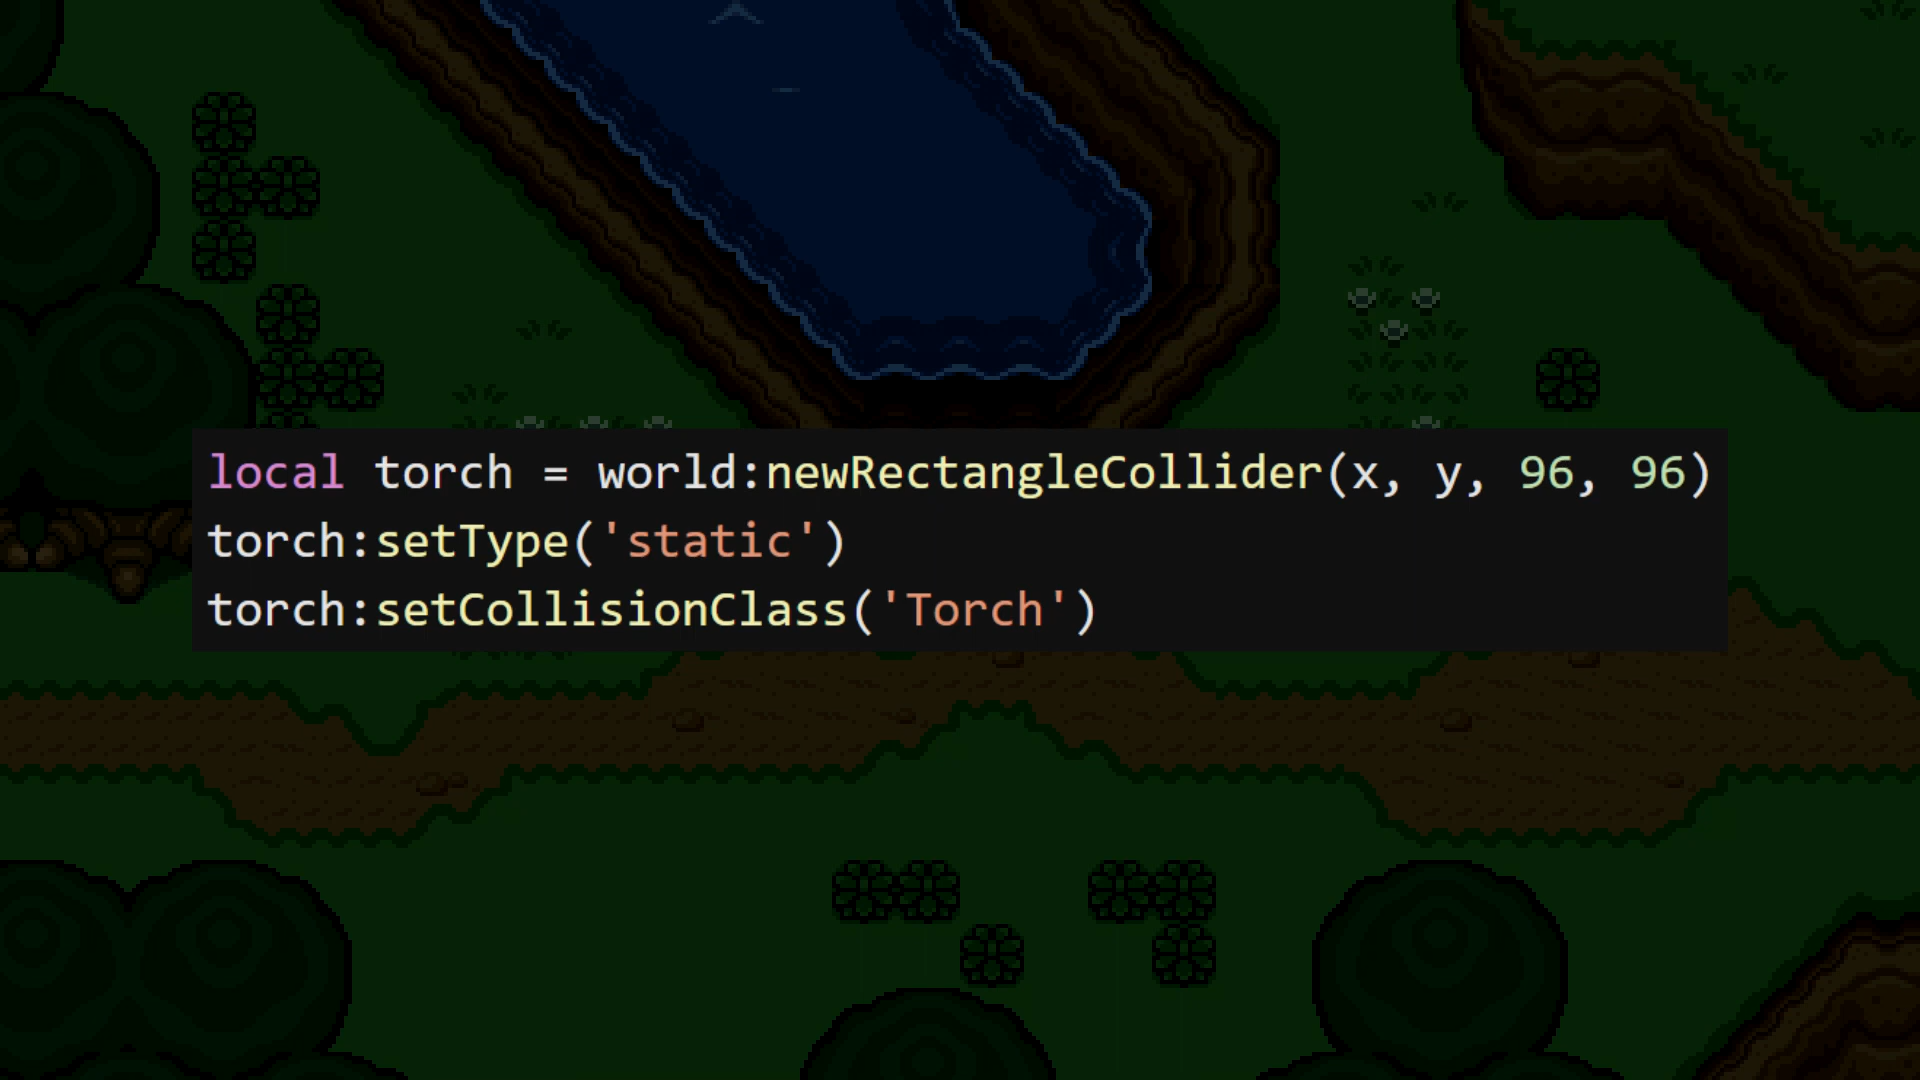 local torch = world:newRectangleCollider(x, y, 96, 96)
torch:setType('static')
torch:setCollisionClass('Torch')